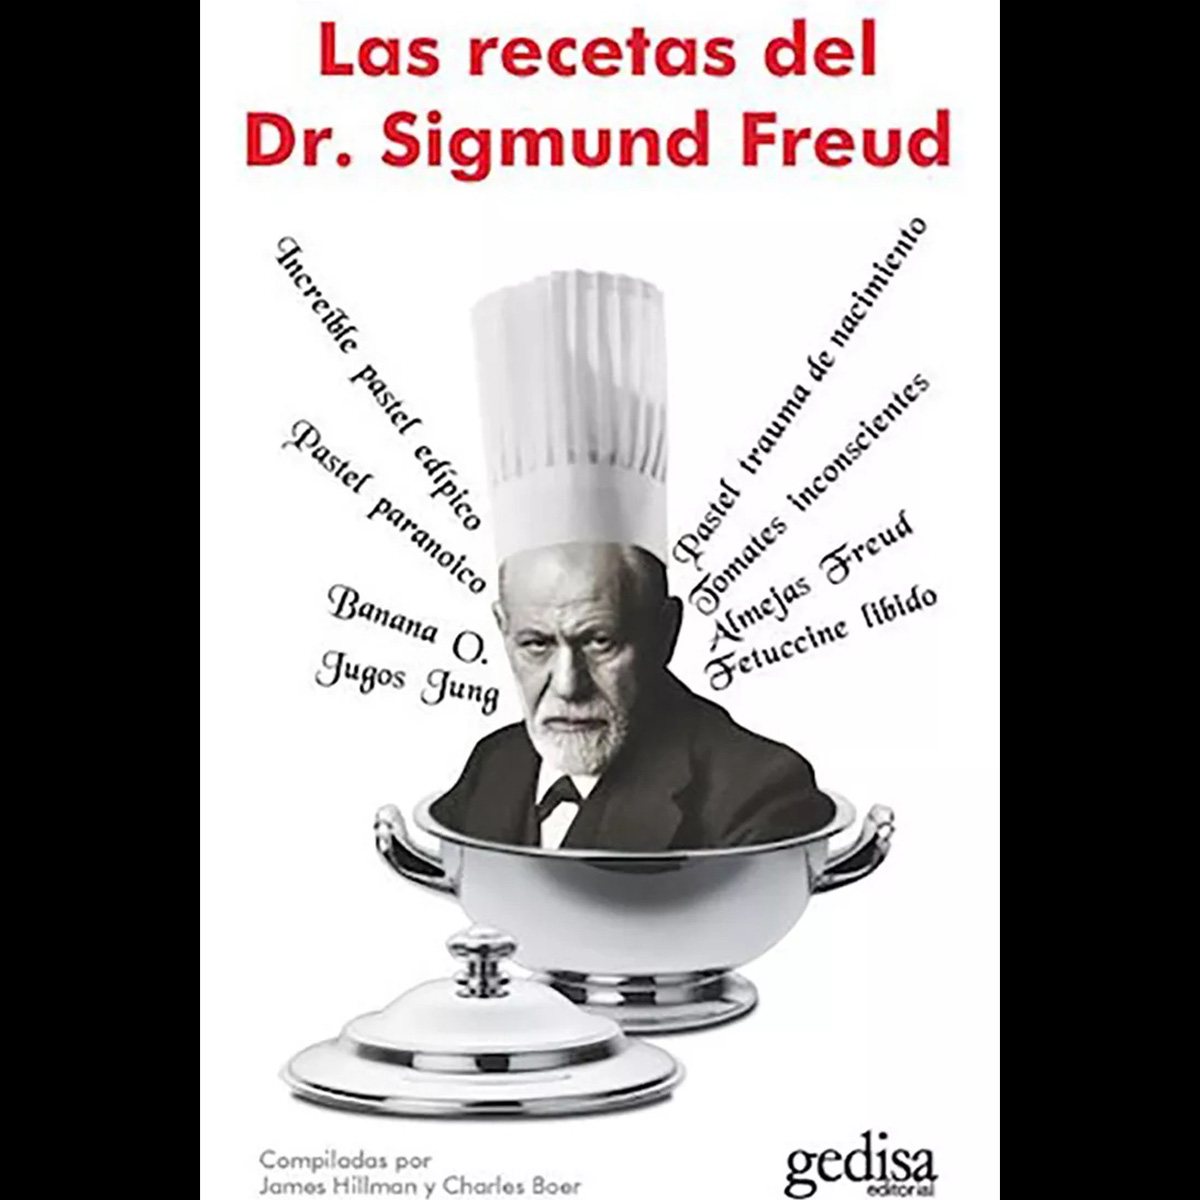 Las recetas del
Dr. Sigmund Freud
Increíble pastel edípico
Pastel paranoico
Banana O.
Jugos Jung
Pastel trauma de nacimiento
Tomates inconscientes
Almejas Freud
Fetuccine libido
Compiladas por
James Hillman y Charles Boer
gedisa
editorial